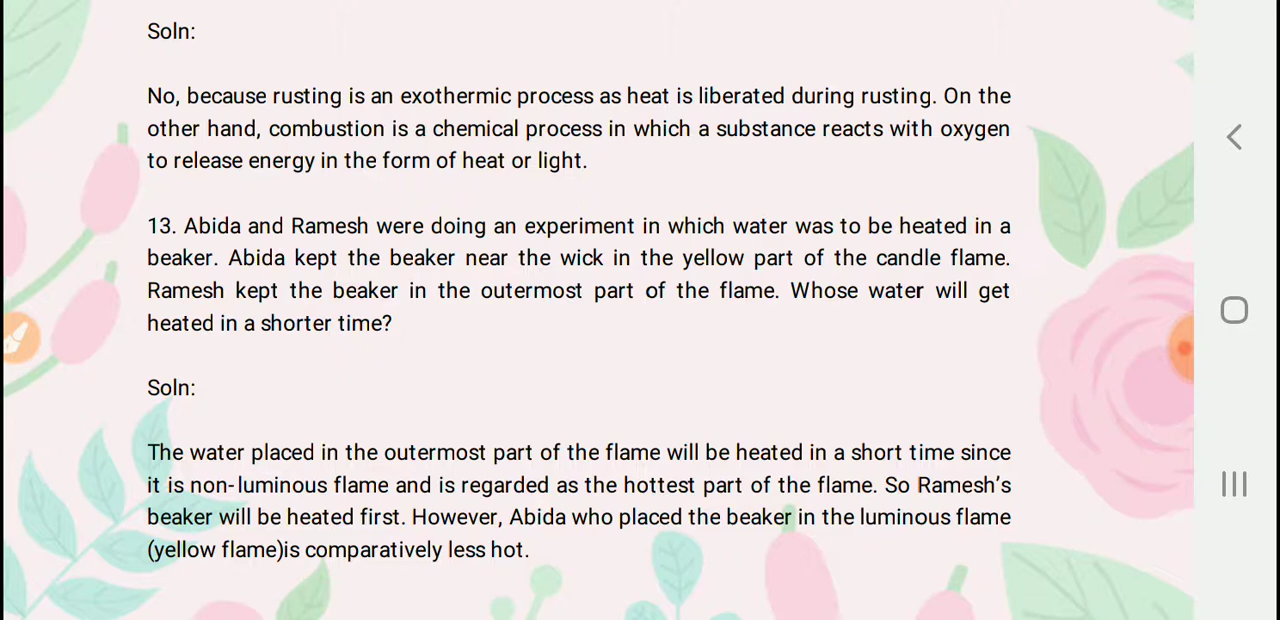 Soln:
No, because rusting is an exothermic process as heat is liberated during rusting. On the
other hand, combustion is a chemical process in which a substance reacts with oxygen
to release energy in the form of heat or light.
13. Abida and Ramesh were doing an experiment in which water was to be heated in a
beaker. Abida kept the beaker near the wick in the yellow part of the candle flame.
Ramesh kept the beaker in the outermost part of the flame. Whose water will get
heated in a shorter time?
Soln:
The water placed in the outermost part of the flame will be heated in a short time since
it is non-luminous flame and is regarded as the hottest part of the flame. So Ramesh’s
beaker will be heated first. However, Abida who placed the beaker in the luminous flame
(yellow flame)is comparatively less hot.